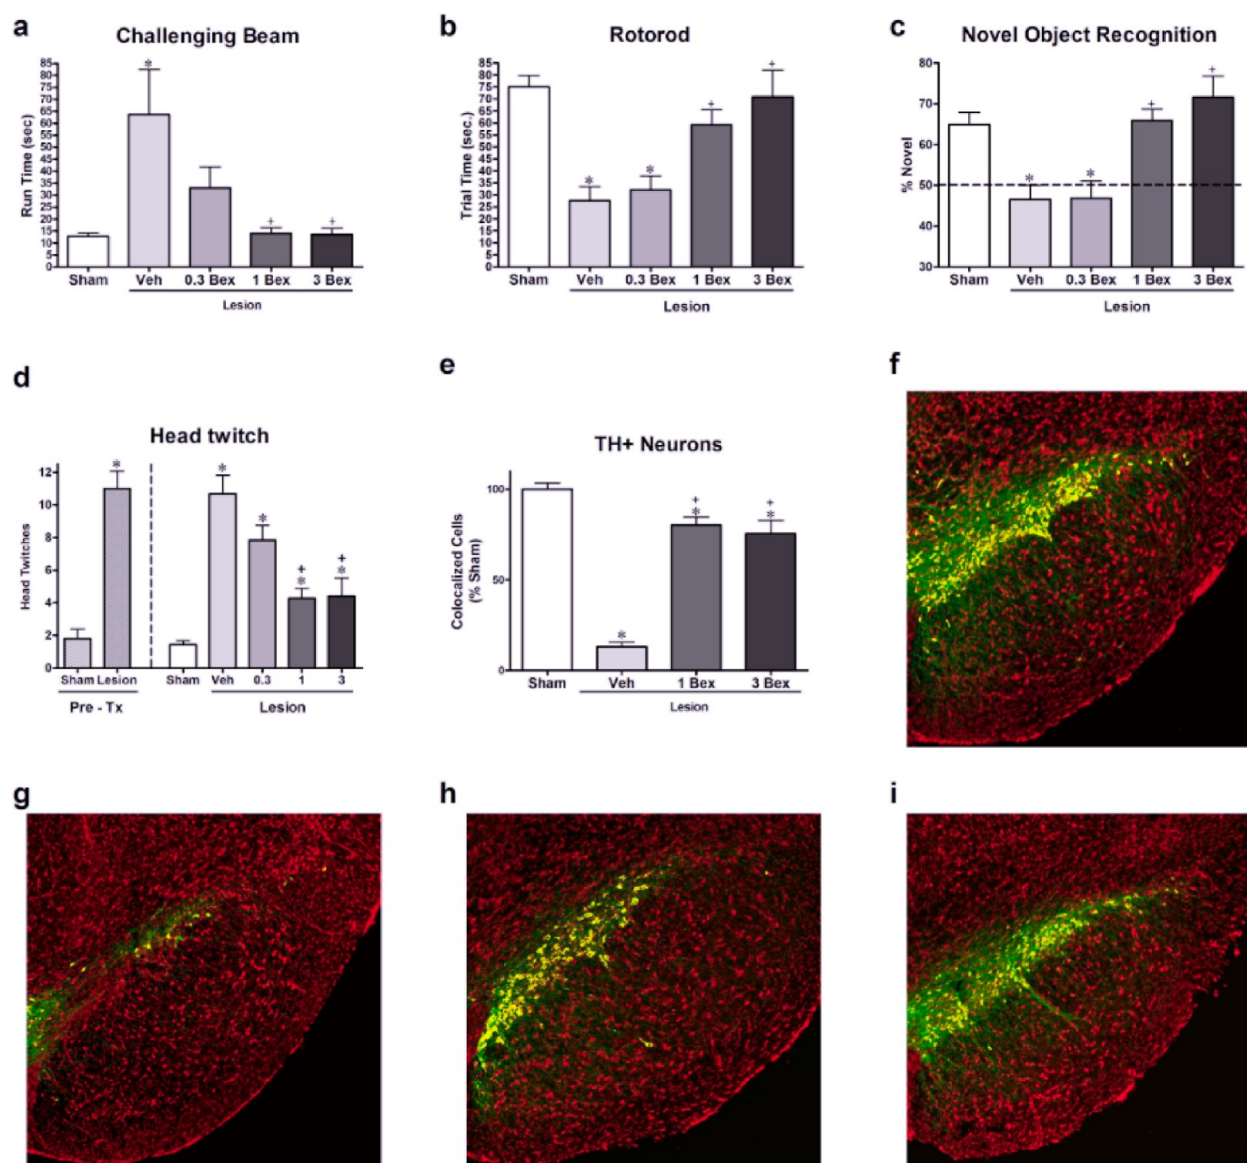 a
Challenging Beam
Run Time (sec)
85
80
75
70
65
60
55
50
45
40
35
30
25
20
15
10
5
0
*
+ +
Sham Veh 0.3 Bex 1 Bex 3 Bex
Lesion
b
Rotorod
Trial Time (sec.)
85
80
75
70
65
60
55
50
45
40
35
30
25
20
15
10
5
0
* * + +
Sham Veh 0.3 Bex 1 Bex 3 Bex
Lesion
c
Novel Object Recognition
% Novel
80
70
60
50
40
30
* * + +
Sham Veh 0.3 Bex 1 Bex 3 Bex
Lesion
d
Head twitch
Head Twitches
12
10
8
6
4
2
0
* * *
+ +
* *
Sham Lesion Sham Veh 0.3 1 3
Pre - Tx Lesion
e
TH+ Neurons
Colocalized Cells
(% Sham)
100
50
0
+ +
* * *
Sham Veh 1 Bex 3 Bex
Lesion
f
g
h
i